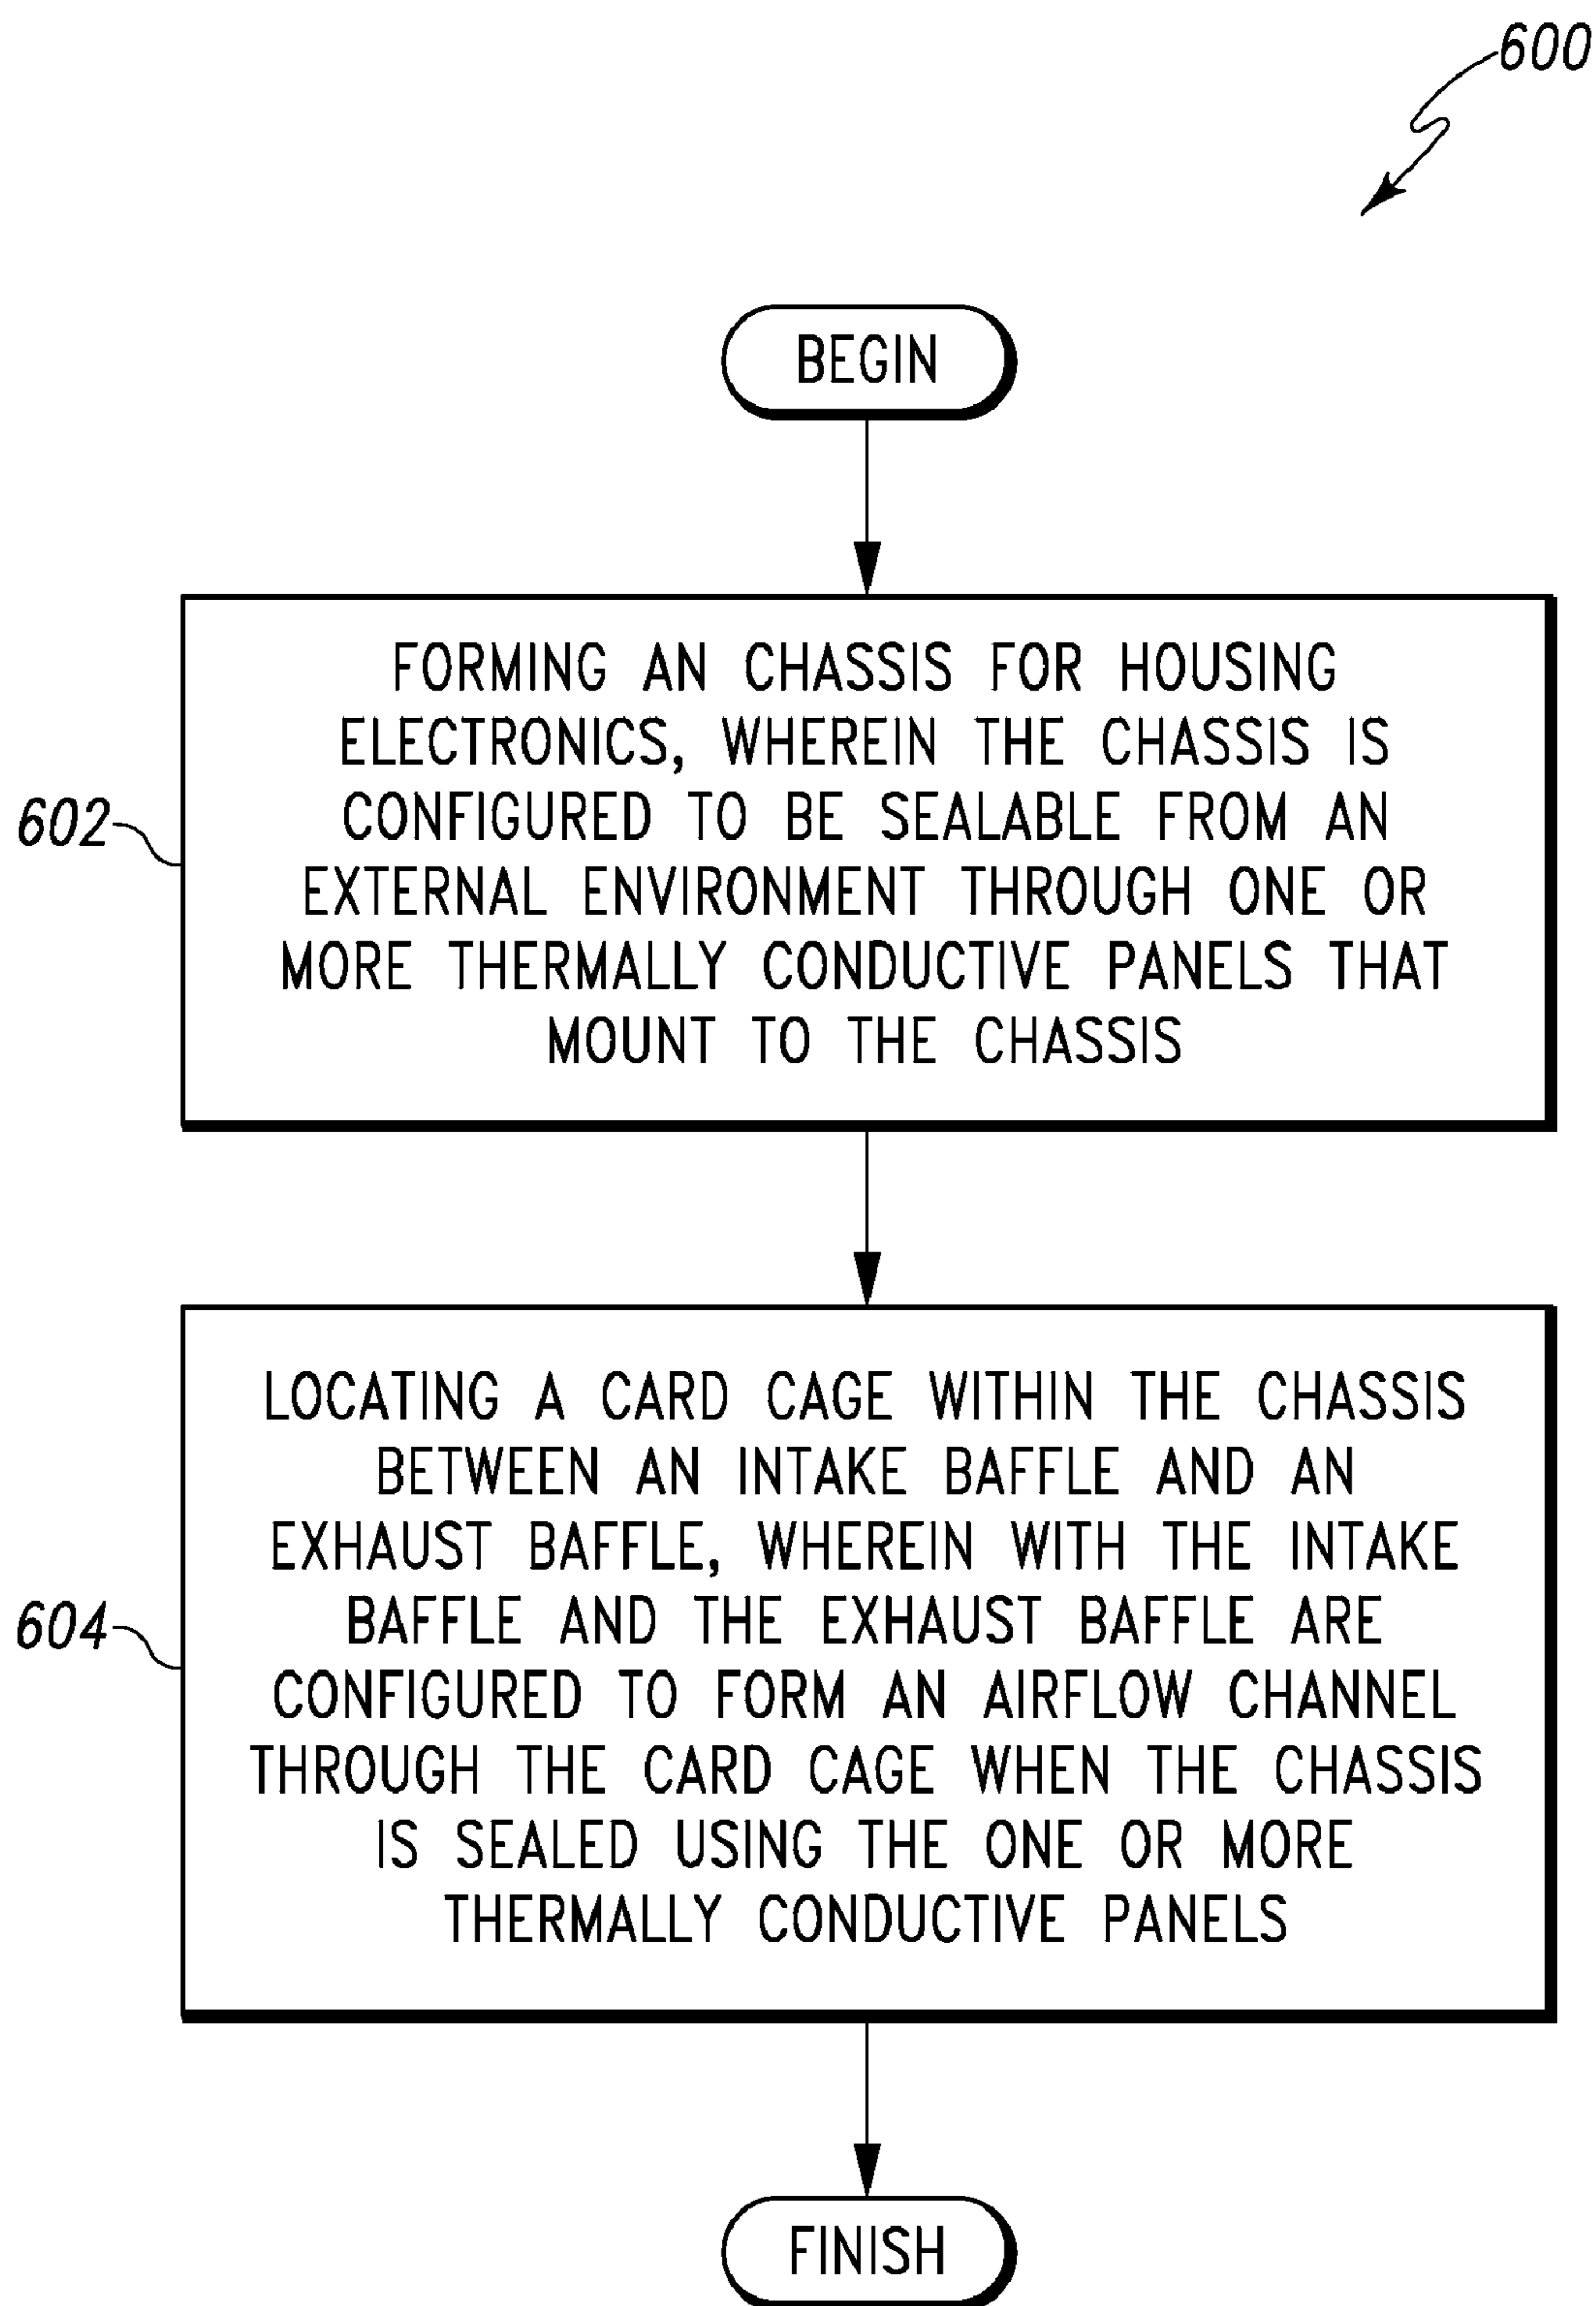 600
BEGIN
602
FORMING AN CHASSIS FOR HOUSING
ELECTRONICS, WHEREIN THE CHASSIS IS
CONFIGURED TO BE SEALABLE FROM AN
EXTERNAL ENVIRONMENT THROUGH ONE OR
MORE THERMALLY CONDUCTIVE PANELS THAT
MOUNT TO THE CHASSIS
604
LOCATING A CARD CAGE WITHIN THE CHASSIS
BETWEEN AN INTAKE BAFFLE AND AN
EXHAUST BAFFLE, WHEREIN WITH THE INTAKE
BAFFLE AND THE EXHAUST BAFFLE ARE
CONFIGURED TO FORM AN AIRFLOW CHANNEL
THROUGH THE CARD CAGE WHEN THE CHASSIS
IS SEALED USING THE ONE OR MORE
THERMALLY CONDUCTIVE PANELS
FINISH